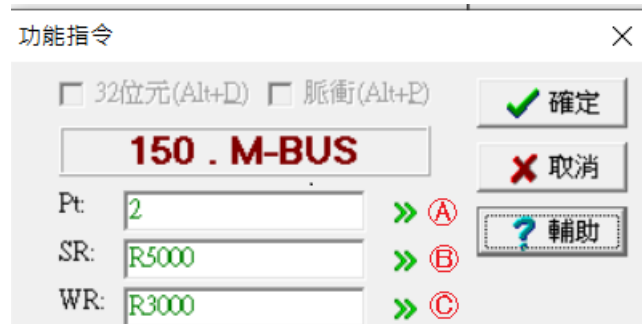 功能指令
32位元(Alt+D) 脈衝(Alt+P)
確定
150 . M-BUS
取消
Pt: 2 Ⓐ
輔助
SR: R5000 Ⓑ
WR: R3000 Ⓒ